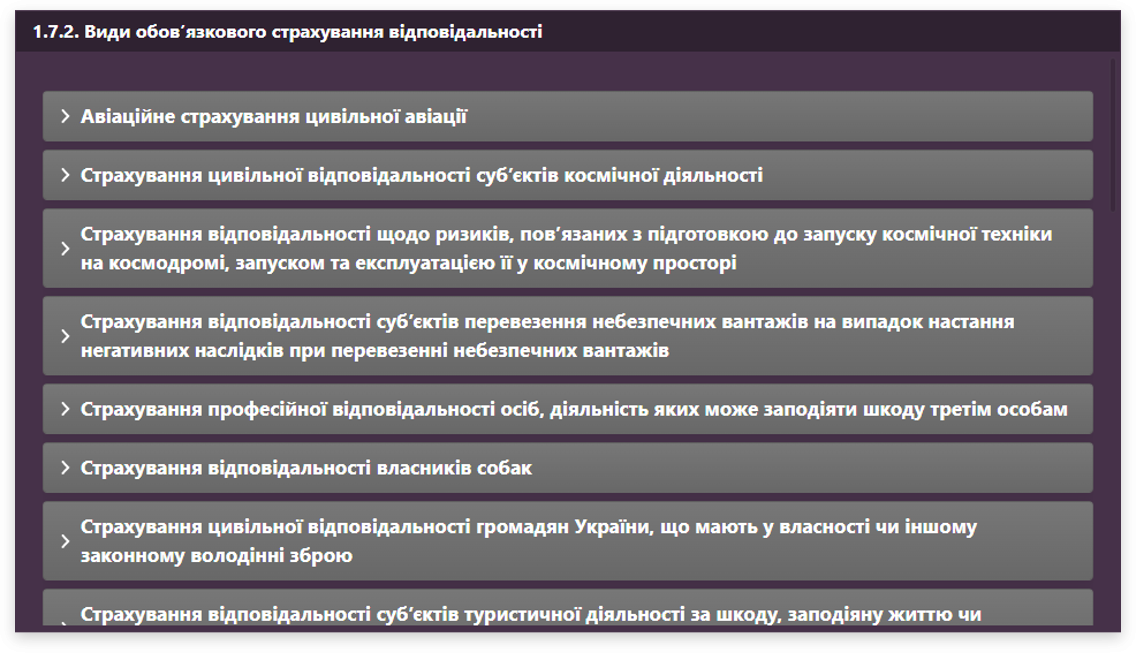 1.7.2. Види обов′язкового страхування відповідальності
Авіаційне страхування цивільної авіації
Страхування цивільної відповідальності суб′єктів космічної діяльності
Страхування відповідальності щодо ризиків, пов′язаних з підготовкою до запуску космічної техніки
на космодромі, запуском та експлуатацією її у космічному просторі
Страхування відповідальності суб′єктів перевезення небезпечних вантажів на випадок настання
негативних наслідків при перевезенні небезпечних вантажів
Страхування професійної відповідальності осіб, діяльність яких може заподіяти шкоду третім особам
Страхування відповідальності власників собак
Страхування цивільної відповідальності громадян України, що мають у власності чи іншому
законному володінні зброю
Страхування відповідальності суб′єктів туристичної діяльності за шкоду, заподіяну життю чи